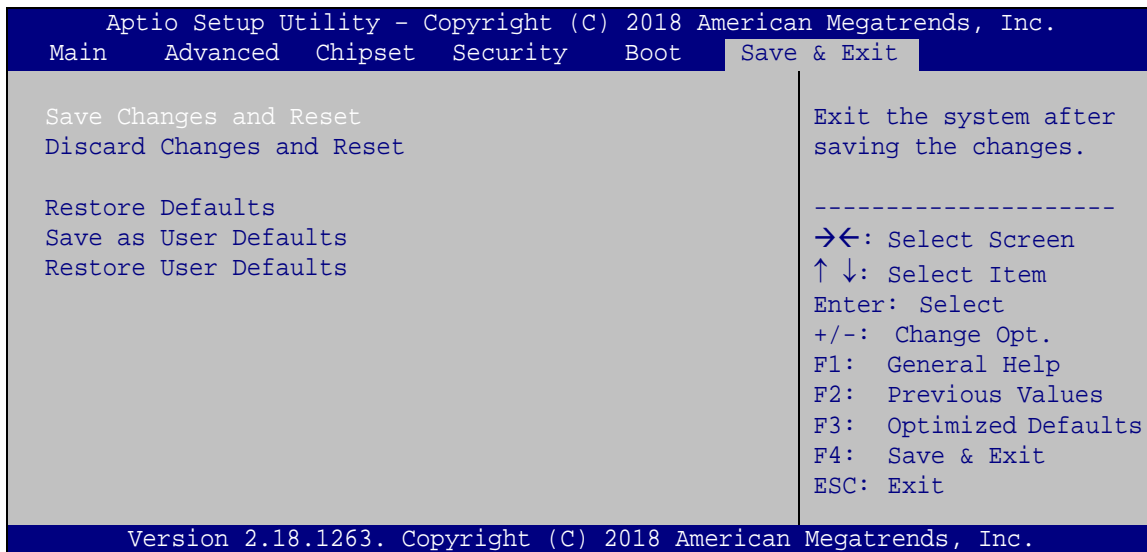 Aptio Setup Utility – Copyright (C) 2018 American Megatrends, Inc.
Main Advanced Chipset Security Boot Save & Exit
Save Changes and Reset
Discard Changes and Reset
Restore Defaults
Save as User Defaults
Restore User Defaults
Exit the system after
saving the changes.
---------------------
→←: Select Screen
↑ ↓: Select Item
Enter: Select
+/-: Change Opt.
F1: General Help
F2: Previous Values
F3: Optimized Defaults
F4: Save & Exit
ESC: Exit
Version 2.18.1263. Copyright (C) 2018 American Megatrends, Inc.